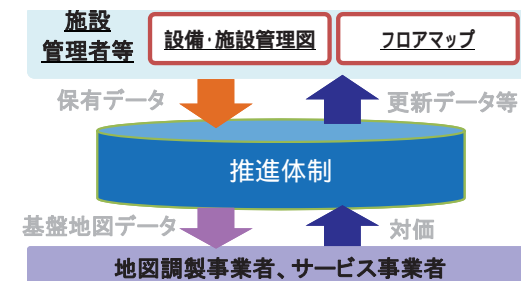 施設
管理者等
設備・施設管理図
フロアマップ
保有データ
更新データ等
推進体制
基盤地図データ
対価
地図調製事業者、サービス事業者